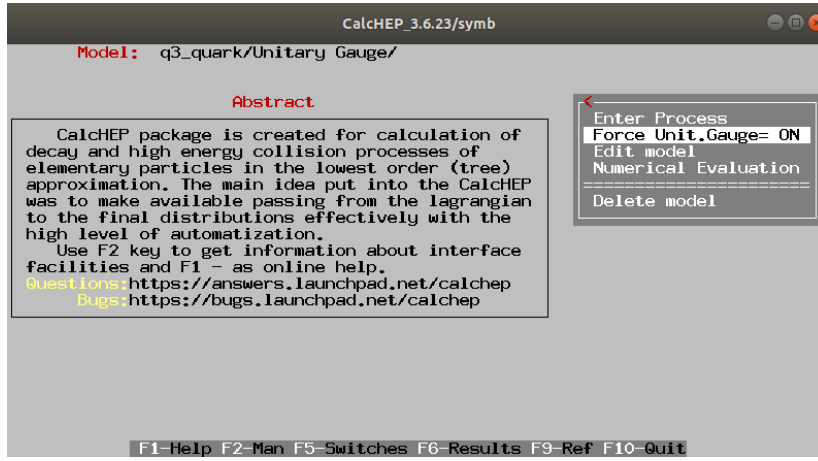 CalcHEP_3.6.23/symb
Model: q3_quark/Unitary Gauge/
Abstract
CalcHEP package is created for calculation of
decay and high energy collision processes of
elementary particles in the lowest order (tree)
approximation. The main idea put into the CalcHEP
was to make available passing from the lagrangian
to the final distributions effectively with the
high level of automatization.
Use F2 key to get information about interface
facilities and F1 - as online help.
Questions:https://answers.launchpad.net/calchep
Bugs:https://bugs.launchpad.net/calchep
<
Enter Process
Force Unit.Gauge= ON
Edit model
Numerical Evaluation
======================
Delete model
F1-Help F2-Man F5-Switches F6-Results F9-Ref F10-Quit